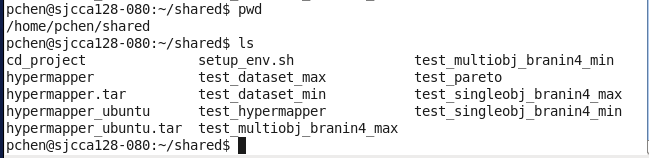 pchen@sjcca128-080:~/shared$ pwd
/home/pchen/shared
pchen@sjcca128-080:~/shared$ ls
cd_project setup_env.sh test_multiobj_branin4_min
hypermapper test_dataset_max test_pareto
hypermapper.tar test_dataset_min test_singleobj_branin4_max
hypermapper_ubuntu test_hypermapper test_singleobj_branin4_min
hypermapper_ubuntu.tar test_multiobj_branin4_max
pchen@sjcca128-080:~/shared$